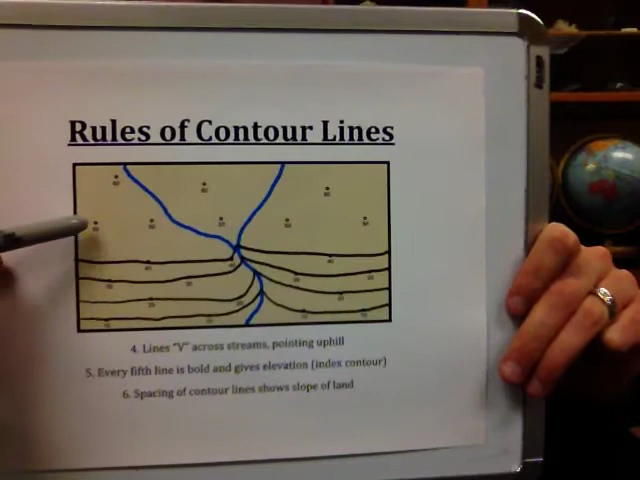 Rules of Contour Lines
4. Lines "V" across streams, pointing uphill
5. Every fifth line is bold and gives elevation (index contour)
6. Spacing of contour lines shows slope of land